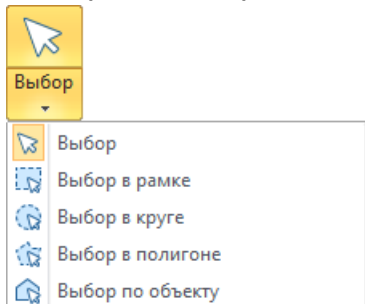 Выбор
Выбор
Выбор в рамке
Выбор в круге
Выбор в полигоне
Выбор по объекту